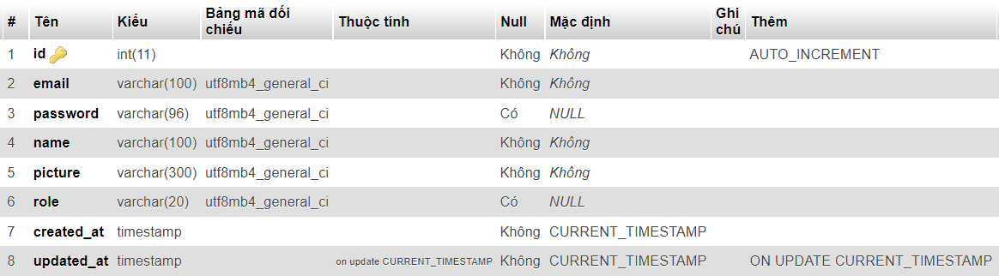 # Tên Kiểu Bảng mã đối chiếu Thuộc tính Null Mặc định Ghi chú Thêm
1 id int(11) Không Không AUTO_INCREMENT
2 email varchar(100) utf8mb4_general_ci Không Không
3 password varchar(96) utf8mb4_general_ci Có NULL
4 name varchar(100) utf8mb4_general_ci Không Không
5 picture varchar(300) utf8mb4_general_ci Không Không
6 role varchar(20) utf8mb4_general_ci Có NULL
7 created_at timestamp Không CURRENT_TIMESTAMP
8 updated_at timestamp on update CURRENT_TIMESTAMP Không CURRENT_TIMESTAMP ON UPDATE CURRENT_TIMESTAMP